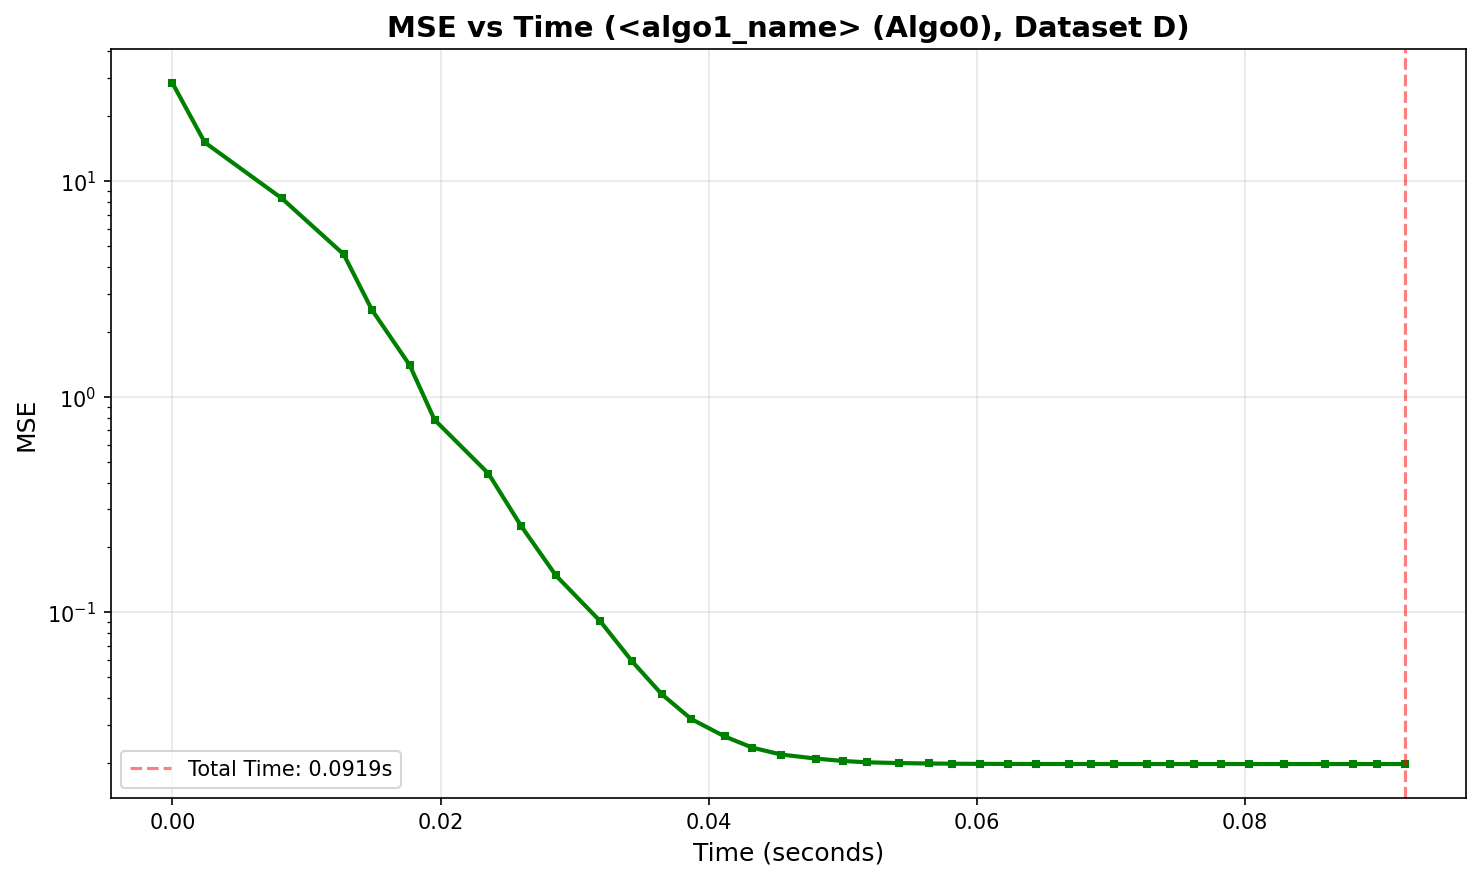 MSE vs Time (<algo1_name> (Algo0), Dataset D)
MSE
10¹
10⁰
10⁻¹
Total Time: 0.0919s
0.00 0.02 0.04 0.06 0.08
Time (seconds)